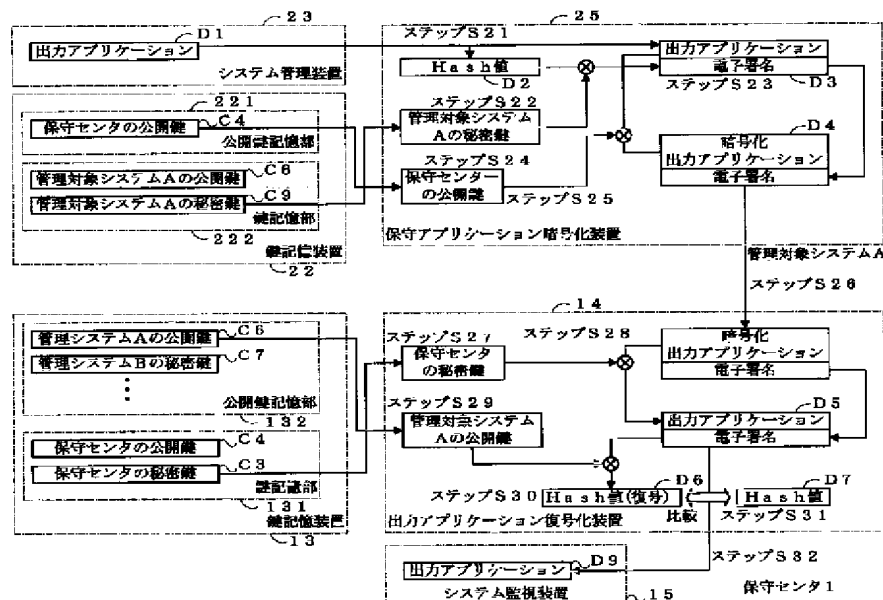 23
25
D1
出力アプリケーション
システム管理装置
ステップS21
Hash値
D2
出力アプリケーション
電子署名
ステップS23
D3
221
保守センタの公開鍵
C4
公開鍵記憶部
管理対象システムAの公開鍵
C6
管理対象システムAの秘密鍵
C9
鍵記憶部
222
鍵記憶装置
22
ステップS22
管理対象システム
Aの秘密鍵
ステップS24
保守センター
の公開鍵
ステップS25
D4
暗号化
出力アプリケーション
電子署名
保守アプリケーション暗号化装置
管理対象システムA
ステップS26
14
管理システムAの公開鍵
C6
管理システムBの秘密鍵
C7
公開鍵記憶部
132
保守センタの公開鍵
C4
保守センタの秘密鍵
C3
鍵記憶部
131
鍵記憶装置
13
ステップS27
ステップS28
保守センタ
の秘密鍵
暗号化
出力アプリケーション
電子署名
ステップS29
管理対象システム
Aの公開鍵
D5
出力アプリケーション
電子署名
D6
D7
ステップS30
Hash値(復号)
Hash値
比較
ステップS31
出力アプリケーション復号化装置
ステップS32
D9
出力アプリケーション
システム監視装置
15
保守センタ1